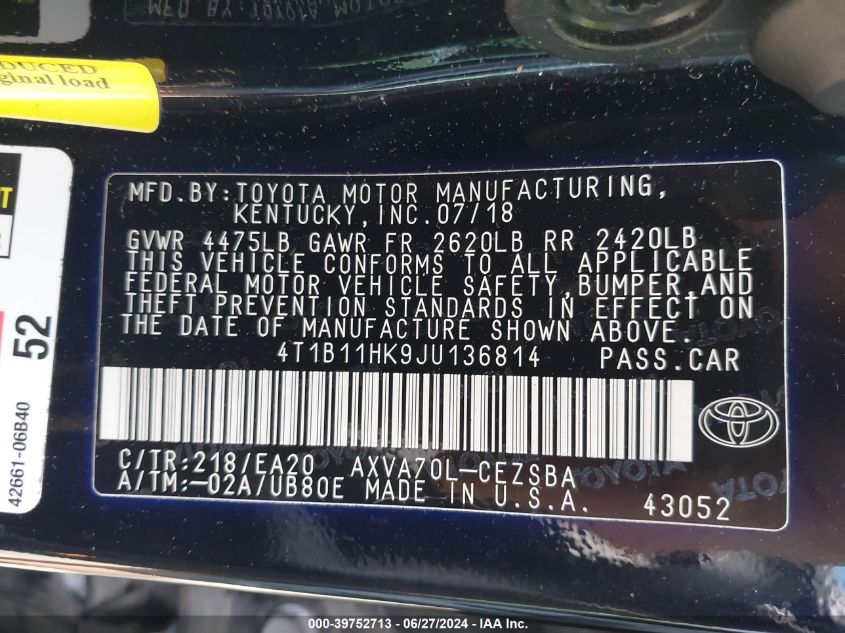 DUCED
ginal load
52
42661-06B40
MFD.BY:TOYOTA MOTOR MANUFACTURING,
KENTUCKY,INC.07/18
GVWR 4475LB GAWR FR 2620LB RR 2420LB
THIS VEHICLE CONFORMS TO ALL APPLICABLE
FEDERAL MOTOR VEHICLE SAFETY,BUMPER,AND
THEFT PREVENTION STANDARDS IN EFFECT ON
THE DATE OF MANUFACTURE SHOWN ABOVE.
4T1B11HK9JU136814 PASS.CAR
C/TR:218/EA20 AXVA70L-CEZSBA
A/TM:-02A/UB80E MADE IN U.S.A. 43052
000-39752713 - 06/27/2024 - IAAI Inc.